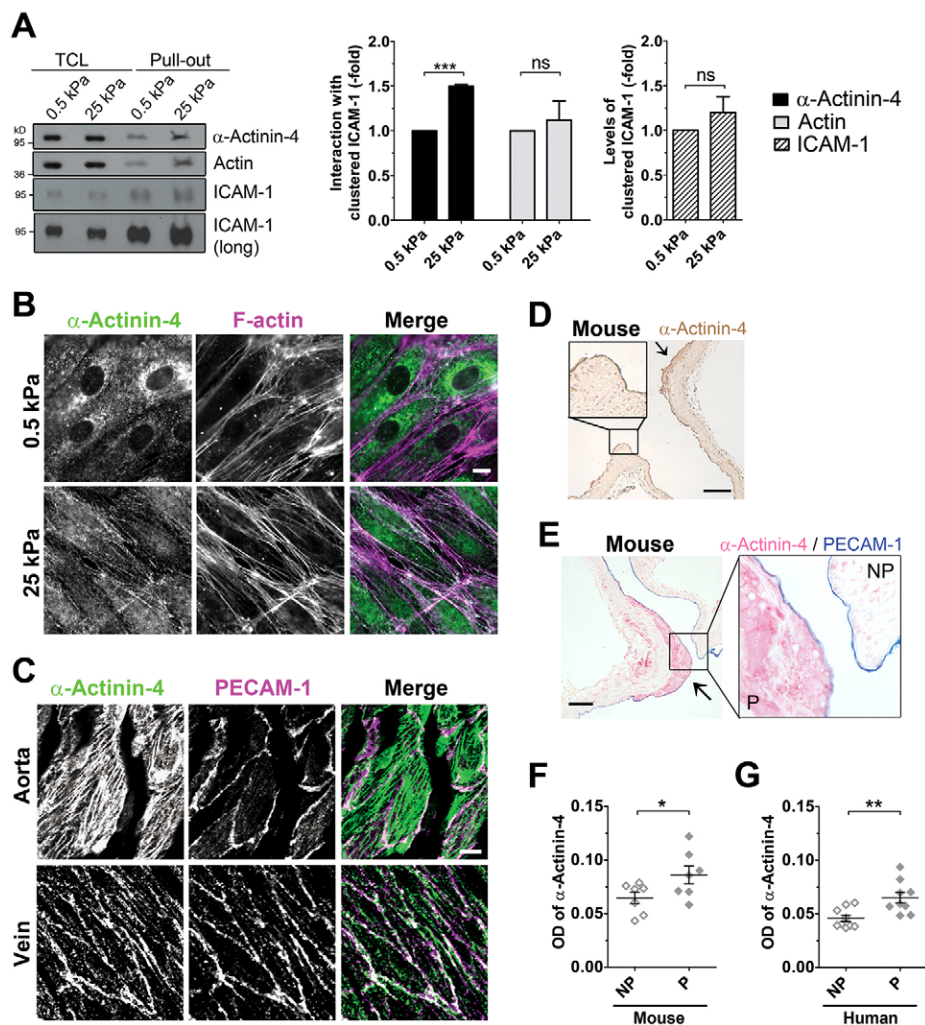 A
TCL Pull-out
0.5 kPa 25 kPa 0.5 kPa 25 kPa
kD
95
α-Actinin-4
36
Actin
95
ICAM-1
95
ICAM-1
(long)
Interaction with
clustered ICAM-1 (-fold)
2.0
1.5
1.0
0.5
0.0
*** ns
0.5 kPa 25 kPa 0.5 kPa 25 kPa
Levels of
clustered ICAM-1 (-fold)
2.0
1.5
1.0
0.5
0.0
ns
0.5 kPa 25 kPa
α-Actinin-4
Actin
ICAM-1
B
α-Actinin-4 F-actin Merge
0.5 kPa
25 kPa
C
α-Actinin-4 PECAM-1 Merge
Aorta
Vein
D
Mouse α-Actinin-4
E
Mouse α-Actinin-4 / PECAM-1
NP
P
F
OD of α-Actinin-4
0.15
0.10
0.05
0.00
*
NP P
Mouse
G
OD of α-Actinin-4
0.15
0.10
0.05
0.00
**
NP P
Human